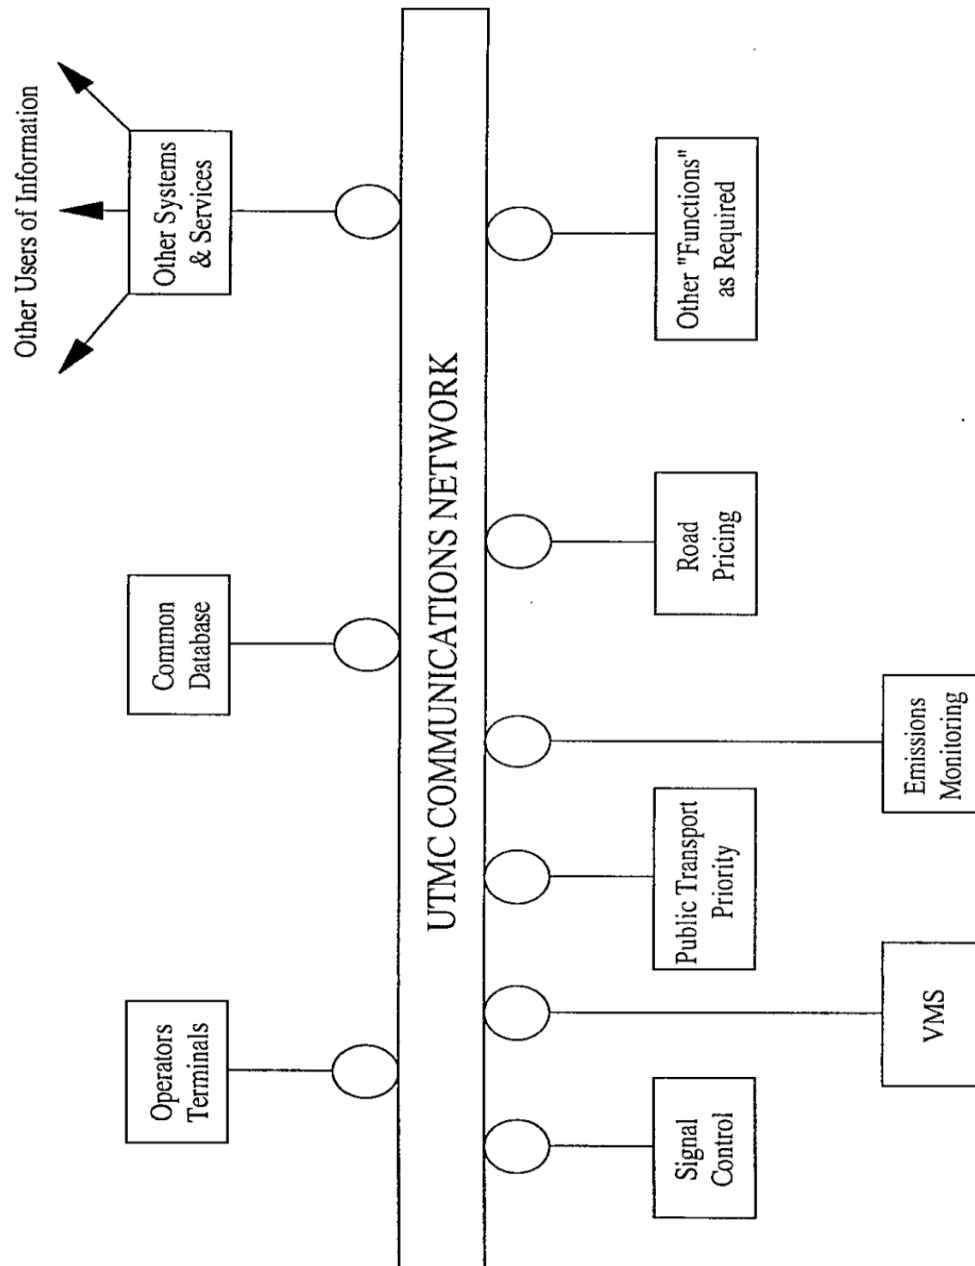 Other Users of Information
Operators
Terminals
Common
Database
Other Systems
& Services
UTMC COMMUNICATIONS NETWORK
Signal
Control
Public Transport
Priority
Road
Pricing
Other "Functions"
as Required
VMS
Emissions
Monitoring